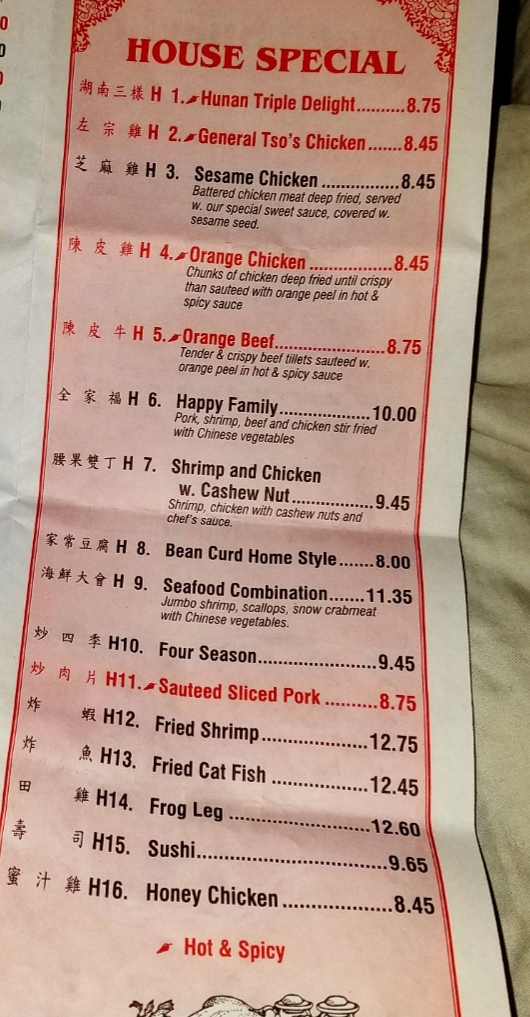 HOUSE SPECIAL
湖南三樣 H 1. Hunan Triple Delight..........8.75
左宗雞 H 2. General Tso's Chicken.......8.45
芝麻雞 H 3. Sesame Chicken ................8.45
Battered chicken meat deep fried, served
w. our special sweet sauce, covered w.
sesame seed.
陳皮雞 H 4. Orange Chicken .................8.45
Chunks of chicken deep fried until crispy
than sauteed with orange peel in hot &
spicy sauce
陳皮牛 H 5. Orange Beef.......................8.75
Tender & crispy beef tillets sauteed w.
orange peel in hot & spicy sauce
全家福 H 6. Happy Family...................10.00
Pork, shrimp, beef and chicken stir fried
with Chinese vegetables
腰果雙丁 H 7. Shrimp and Chicken
w. Cashew Nut.................9.45
Shrimp, chicken with cashew nuts and
chef's sauce.
家常豆腐 H 8. Bean Curd Home Style.......8.00
海鮮大會 H 9. Seafood Combination.......11.35
Jumbo shrimp, scallops, snow crabmeat
with Chinese vegetables.
炒四季 H10. Four Season.........................9.45
炒肉片 H11. Sauteed Sliced Pork ..........8.75
炸蝦 H12. Fried Shrimp......................12.75
炸魚 H13. Fried Cat Fish ....................12.45
田雞 H14. Frog Leg .............................12.60
壽司 H15. Sushi.......................................9.65
蜜汁雞 H16. Honey Chicken .......................8.45
Hot & Spicy